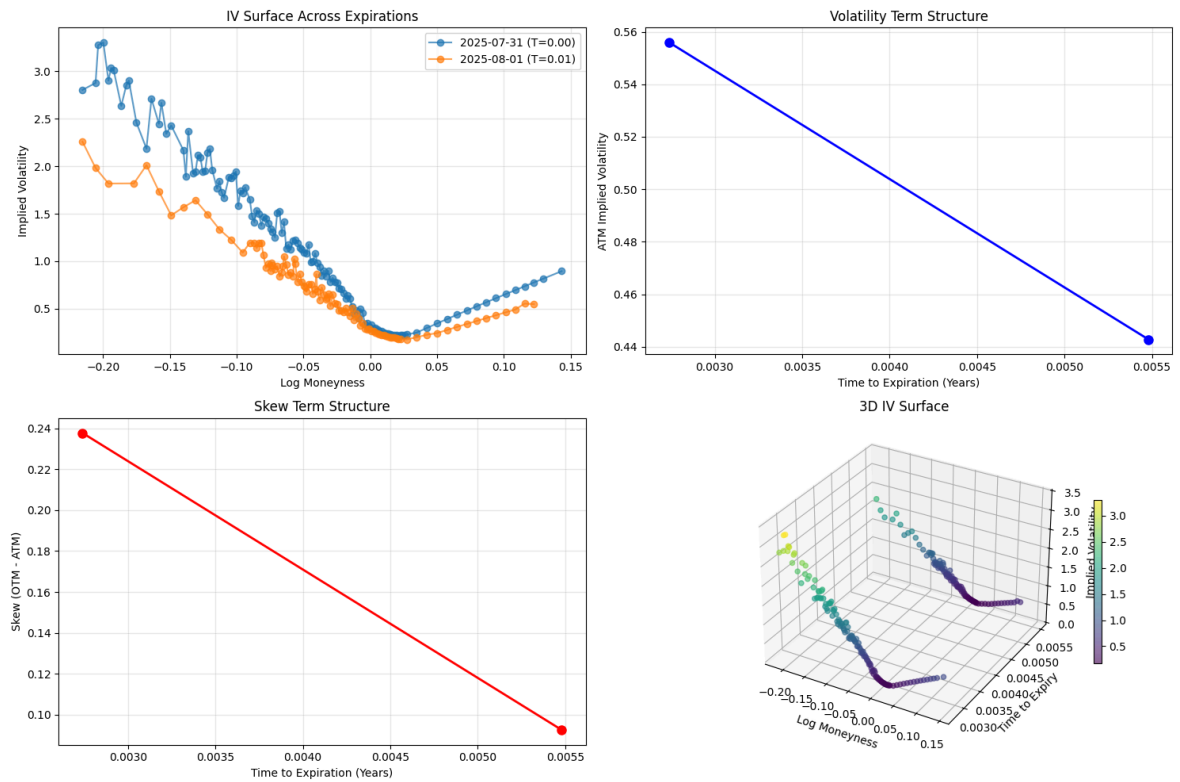 IV Surface Across Expirations
Implied Volatility
3.0
2.5
2.0
1.5
1.0
0.5
2025-07-31 (T=0.00)
2025-08-01 (T=0.01)
−0.20 −0.15 −0.10 −0.05 0.00 0.05 0.10 0.15
Log Moneyness
Volatility Term Structure
ATM Implied Volatility
0.56
0.54
0.52
0.50
0.48
0.46
0.44
0.0030 0.0035 0.0040 0.0045 0.0050 0.0055
Time to Expiration (Years)
Skew Term Structure
Skew (OTM - ATM)
0.24
0.22
0.20
0.18
0.16
0.14
0.12
0.10
0.0030 0.0035 0.0040 0.0045 0.0050 0.0055
Time to Expiration (Years)
3D IV Surface
3.5
3.0
2.5
2.0
1.5
1.0
0.5
0.0
Implied Volatility
0.0055
0.0050
0.0045
0.0040
0.0035
0.0030
Time to Expiry
−0.20 −0.15 −0.10 −0.05 0.00 0.05 0.10 0.15
Log Moneyness
3.0
2.5
2.0
1.5
1.0
0.5